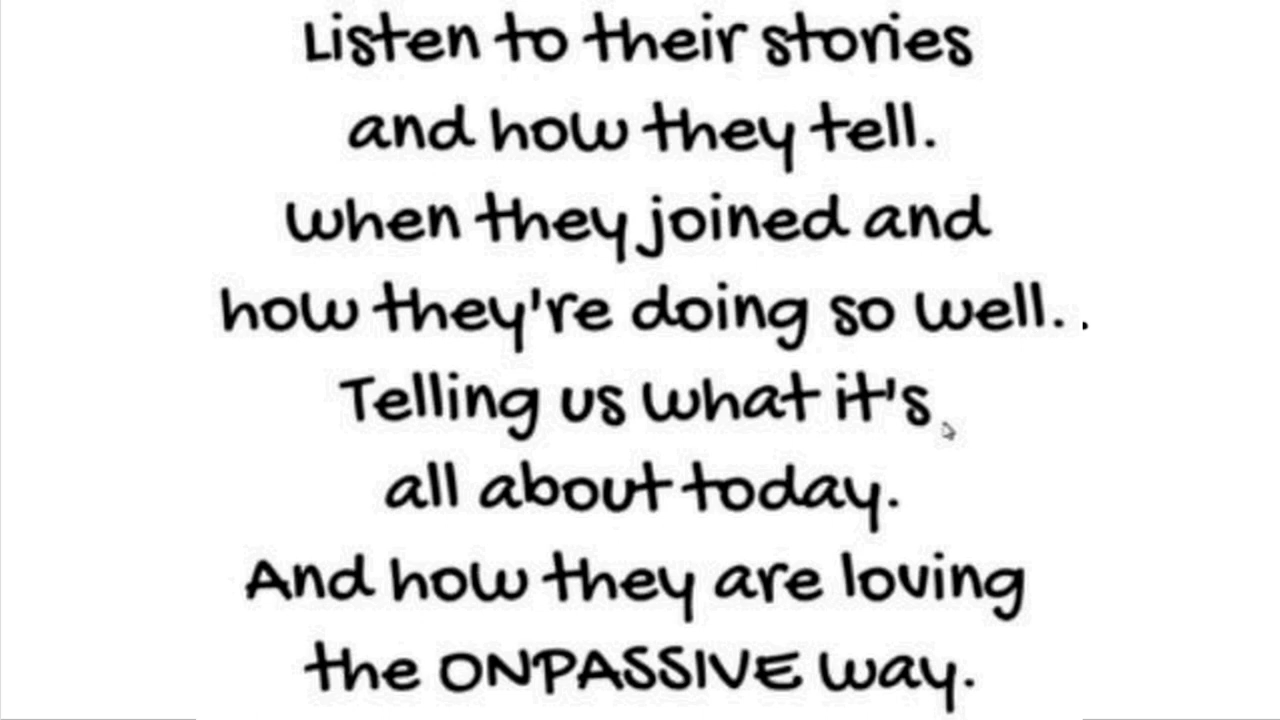 Listen to their stories
and how they tell.
When they joined and
how they're doing so well. .
Telling us what it's
all about today.
And how they are loving
the ONPASSIVE way.